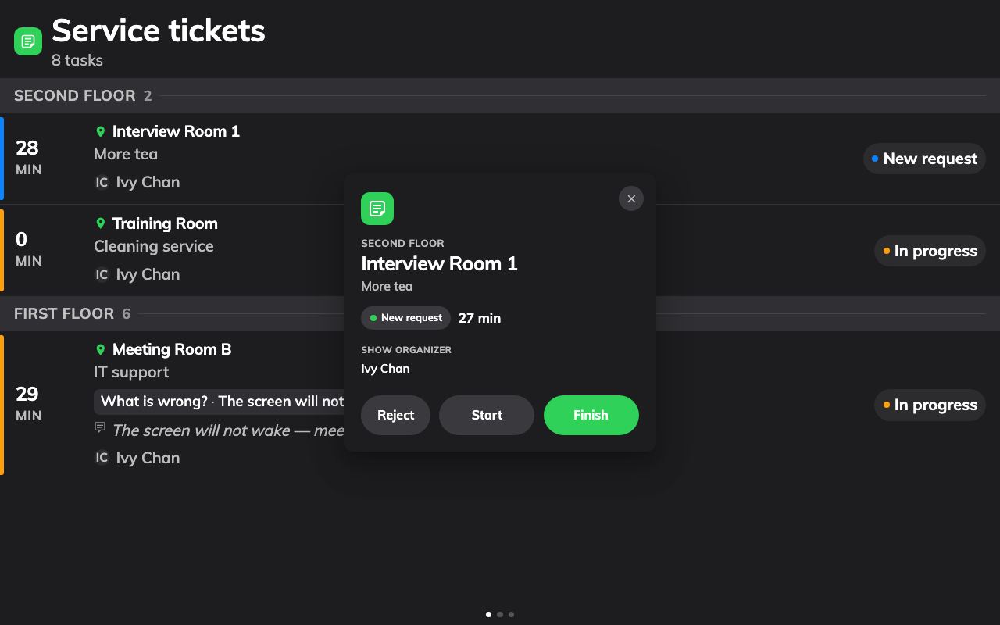 Service tickets
8 tasks
SECOND FLOOR 2
28
MIN
Interview Room 1
More tea
IC Ivy Chan
New request
0
MIN
Training Room
Cleaning service
IC Ivy Chan
In progress
FIRST FLOOR 6
29
MIN
Meeting Room B
IT support
What is wrong? · The screen will not
The screen will not wake — mee
IC Ivy Chan
In progress
SECOND FLOOR
Interview Room 1
More tea
New request 27 min
SHOW ORGANIZER
Ivy Chan
Reject Start Finish